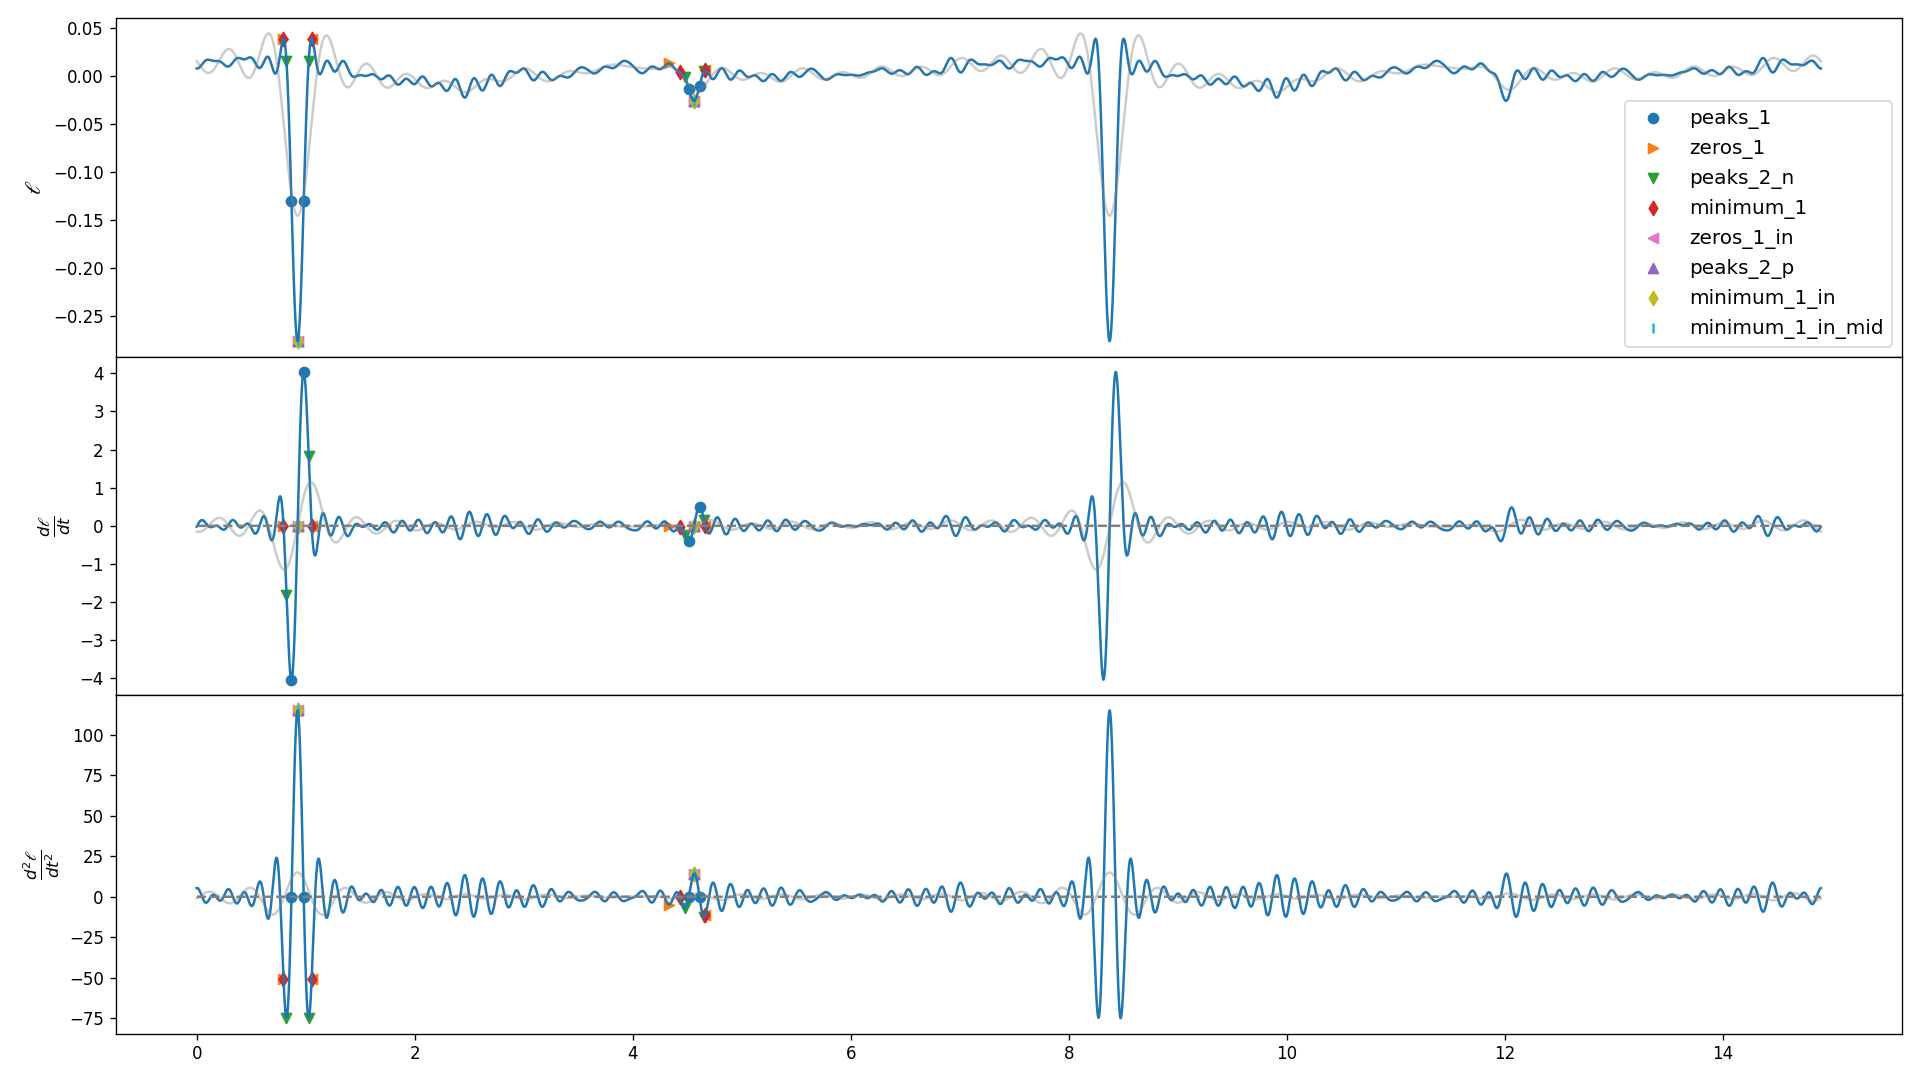 0.05
0.00
−0.05
−0.10
−0.15
−0.20
−0.25
ℓ
peaks_1
zeros_1
peaks_2_n
minimum_1
zeros_1_in
peaks_2_p
minimum_1_in
minimum_1_in_mid
4
3
2
1
0
−1
−2
−3
−4
dℓ
dt
100
75
50
25
0
−25
−50
−75
d²ℓ
dt²
0 2 4 6 8 10 12 14